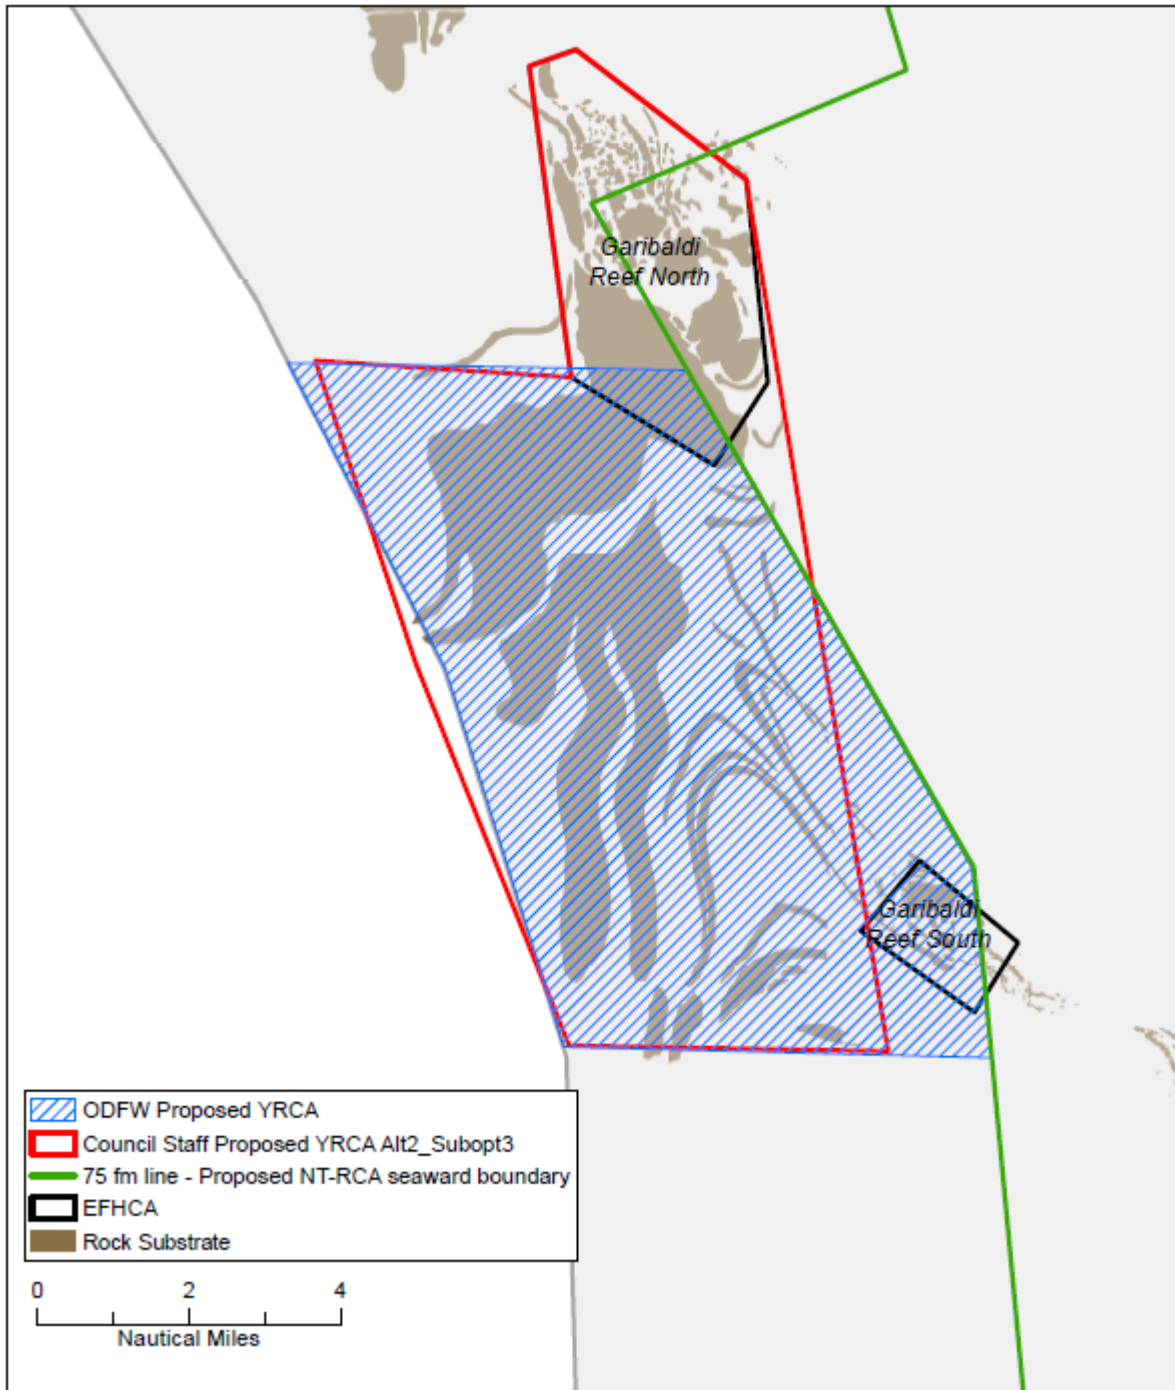 Garibaldi
Reef North
Garibaldi
Reef South
ODFW Proposed YRCA
Council Staff Proposed YRCA Alt2_Subopt3
75 fm line - Proposed NT-RCA seaward boundary
EFHCA
Rock Substrate
0 2 4
Nautical Miles